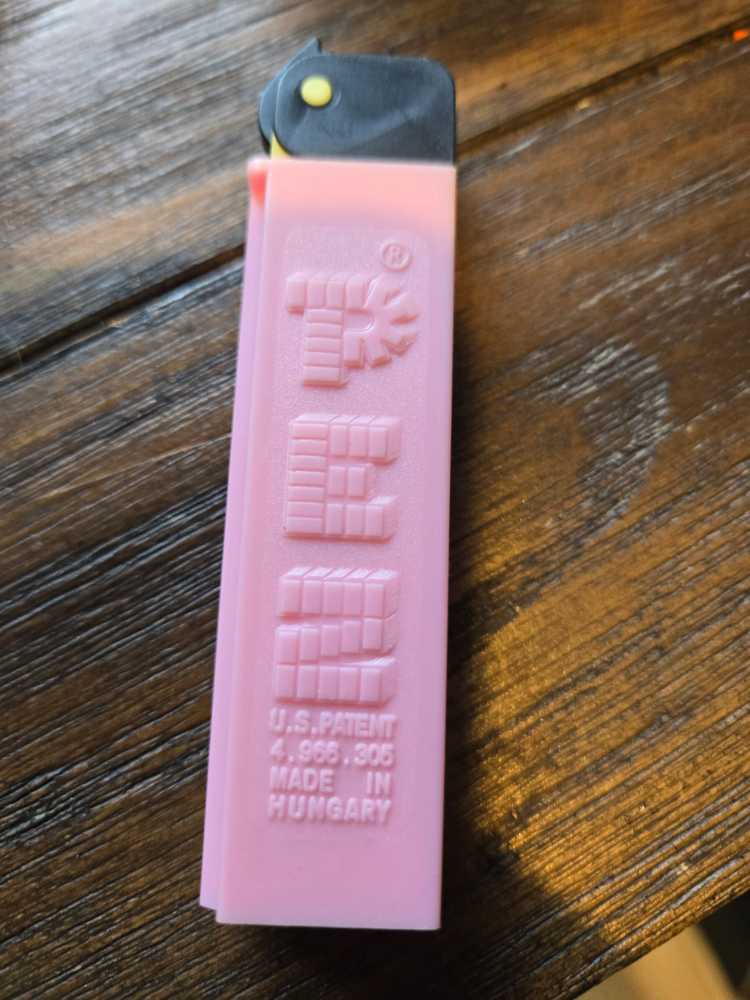 ®
PEZ
U.S.PATENT
4.966.305
MADE IN
HUNGARY